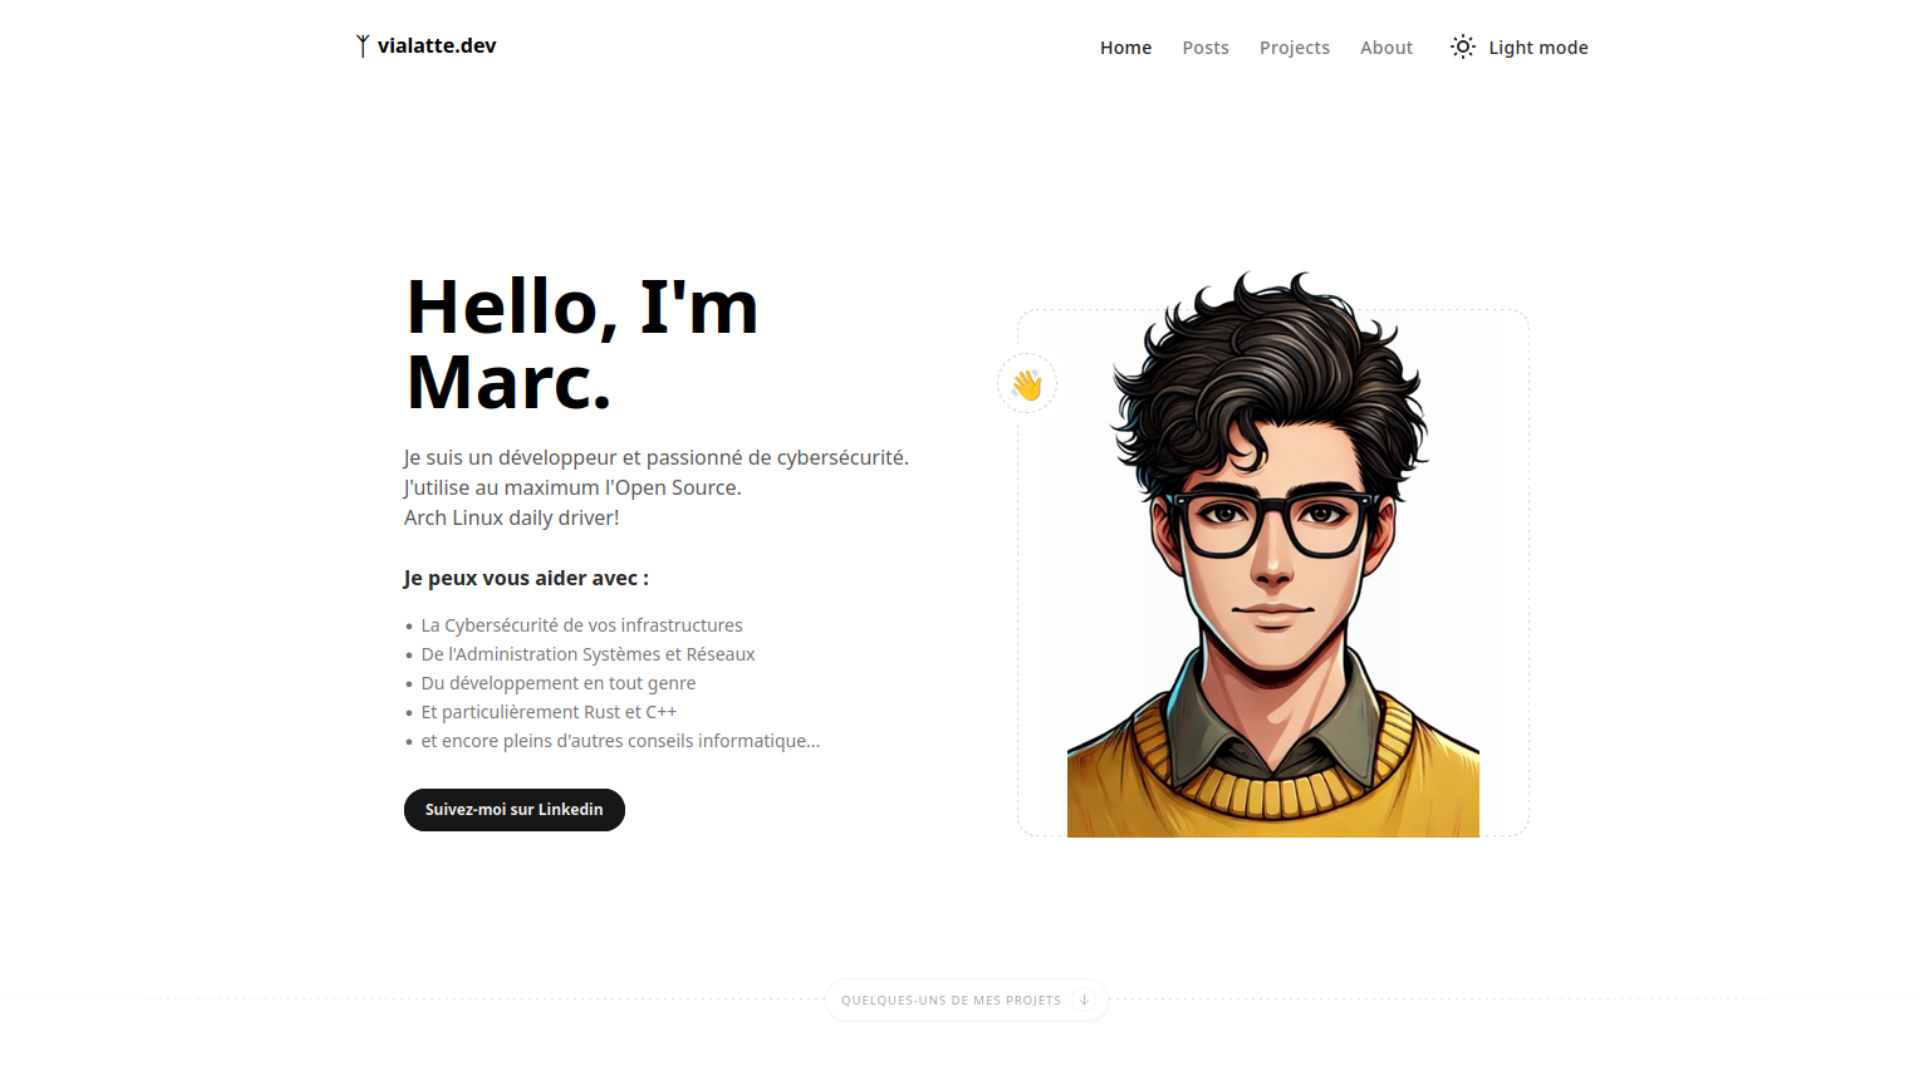 vialatte.dev
Home Posts Projects About Light mode
Hello, I'm
Marc.
Je suis un développeur et passionné de cybersécurité.
J'utilise au maximum l'Open Source.
Arch Linux daily driver!
Je peux vous aider avec :
• La Cybersécurité de vos infrastructures
• De l'Administration Systèmes et Réseaux
• Du développement en tout genre
• Et particulièrement Rust et C++
• et encore pleins d'autres conseils informatique...
Suivez-moi sur Linkedin
QUELQUES-UNS DE MES PROJETS